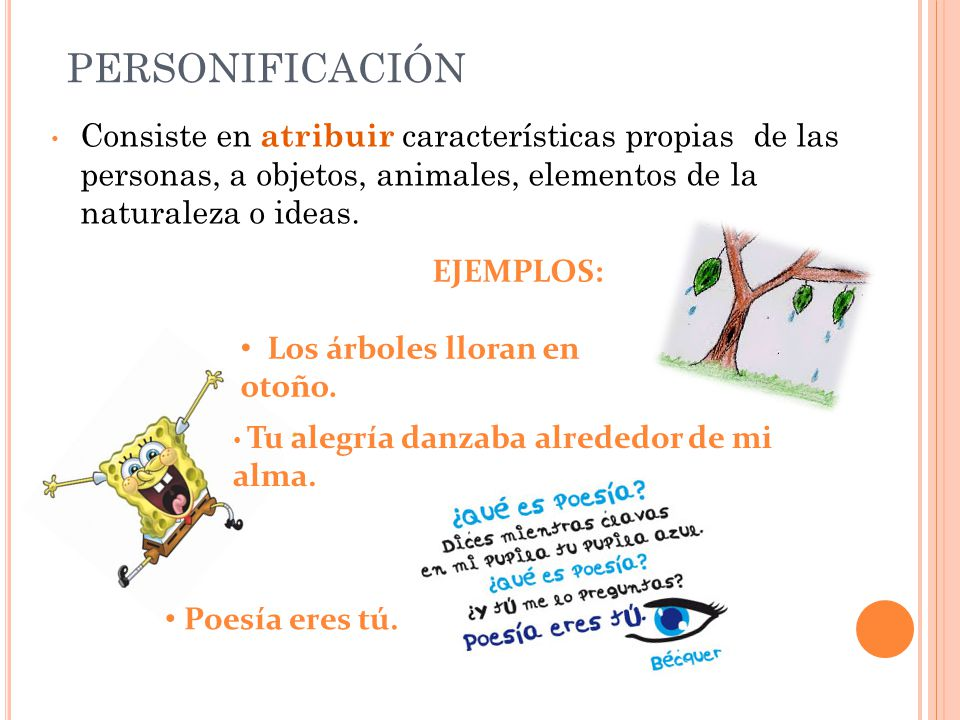 PERSONIFICACIÓN
• Consiste en atribuir características propias de las
personas, a objetos, animales, elementos de la
naturaleza o ideas.
EJEMPLOS:
• Los árboles lloran en
otoño.
• Tu alegría danzaba alrededor de mi
alma.
¿Qué es poesía?
Dices mientras clavas
en mi pupila tu pupila azul.
¿Qué es poesía?
¿y tú me lo preguntas?
Poesía eres tú.
Bécquer
• Poesía eres tú.